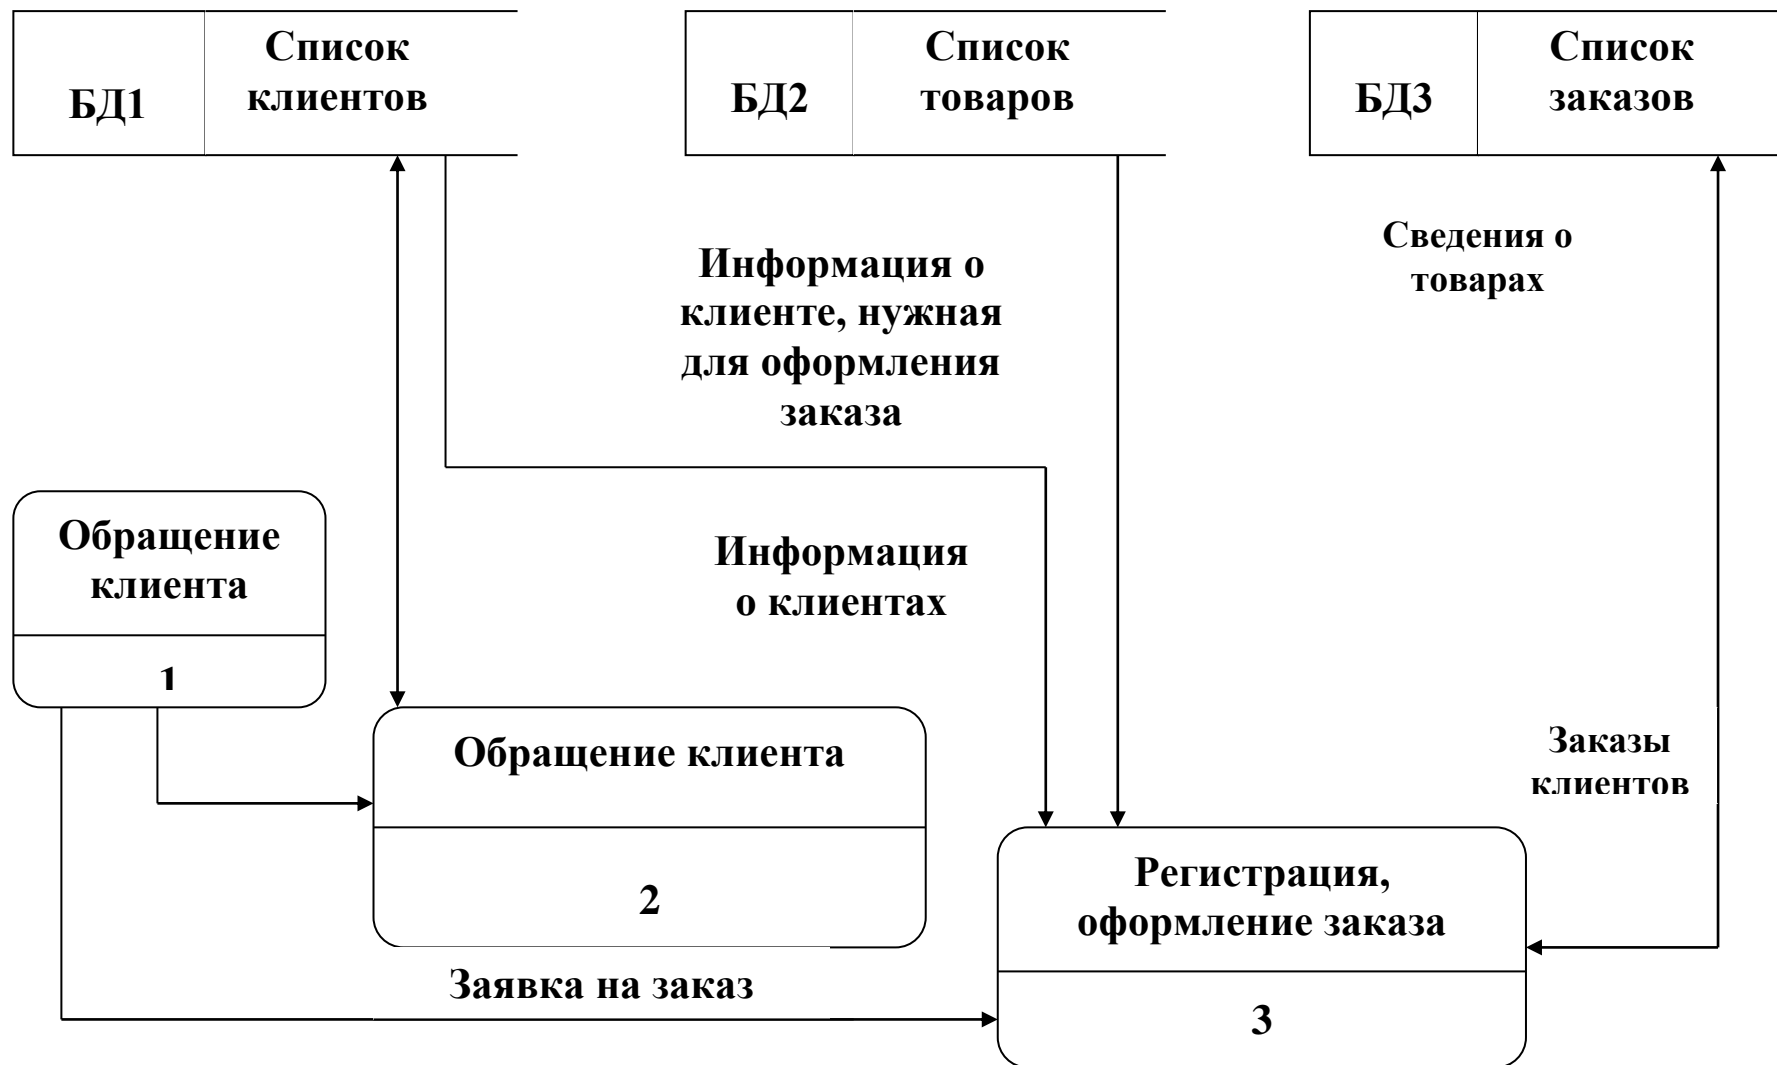 БД1
Список
клиентов
БД2
Список
товаров
БД3
Список
заказов
Информация о
клиенте, нужная
для оформления
заказа
Сведения о
товарах
Обращение
клиента
1
Информация
о клиентах
Обращение клиента
2
Заказы
клиентов
Регистрация,
оформление заказа
3
Заявка на заказ